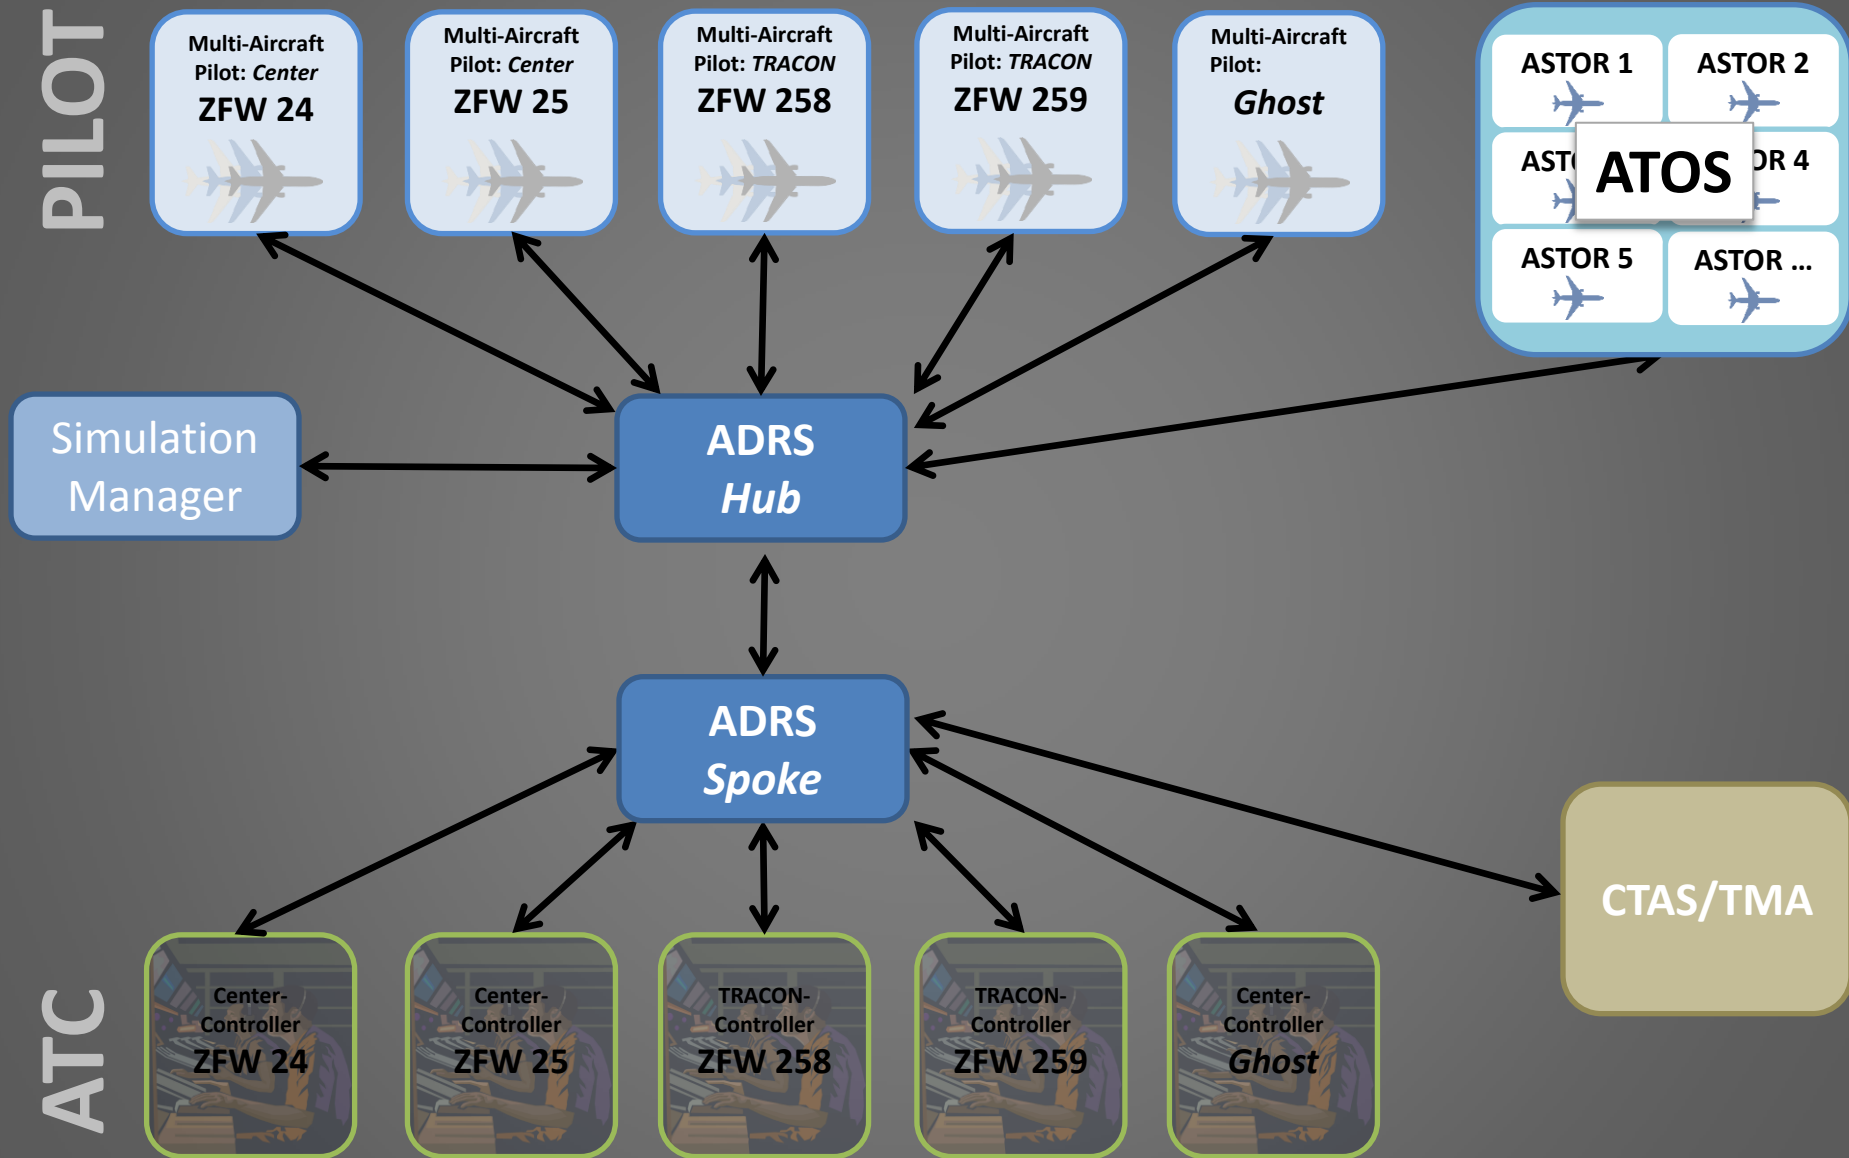 PILOT
Multi-Aircraft
Pilot: Center
ZFW 24
Multi-Aircraft
Pilot: Center
ZFW 25
Multi-Aircraft
Pilot: TRACON
ZFW 258
Multi-Aircraft
Pilot: TRACON
ZFW 259
Multi-Aircraft
Pilot:
Ghost
ASTOR 1
ASTOR 2
AST
ATOS
OR 4
ASTOR 5
ASTOR ...
Simulation
Manager
ADRS
Hub
ADRS
Spoke
CTAS/TMA
ATC
Center-
Controller
ZFW 24
Center-
Controller
ZFW 25
TRACON-
Controller
ZFW 258
TRACON-
Controller
ZFW 259
Center-
Controller
Ghost